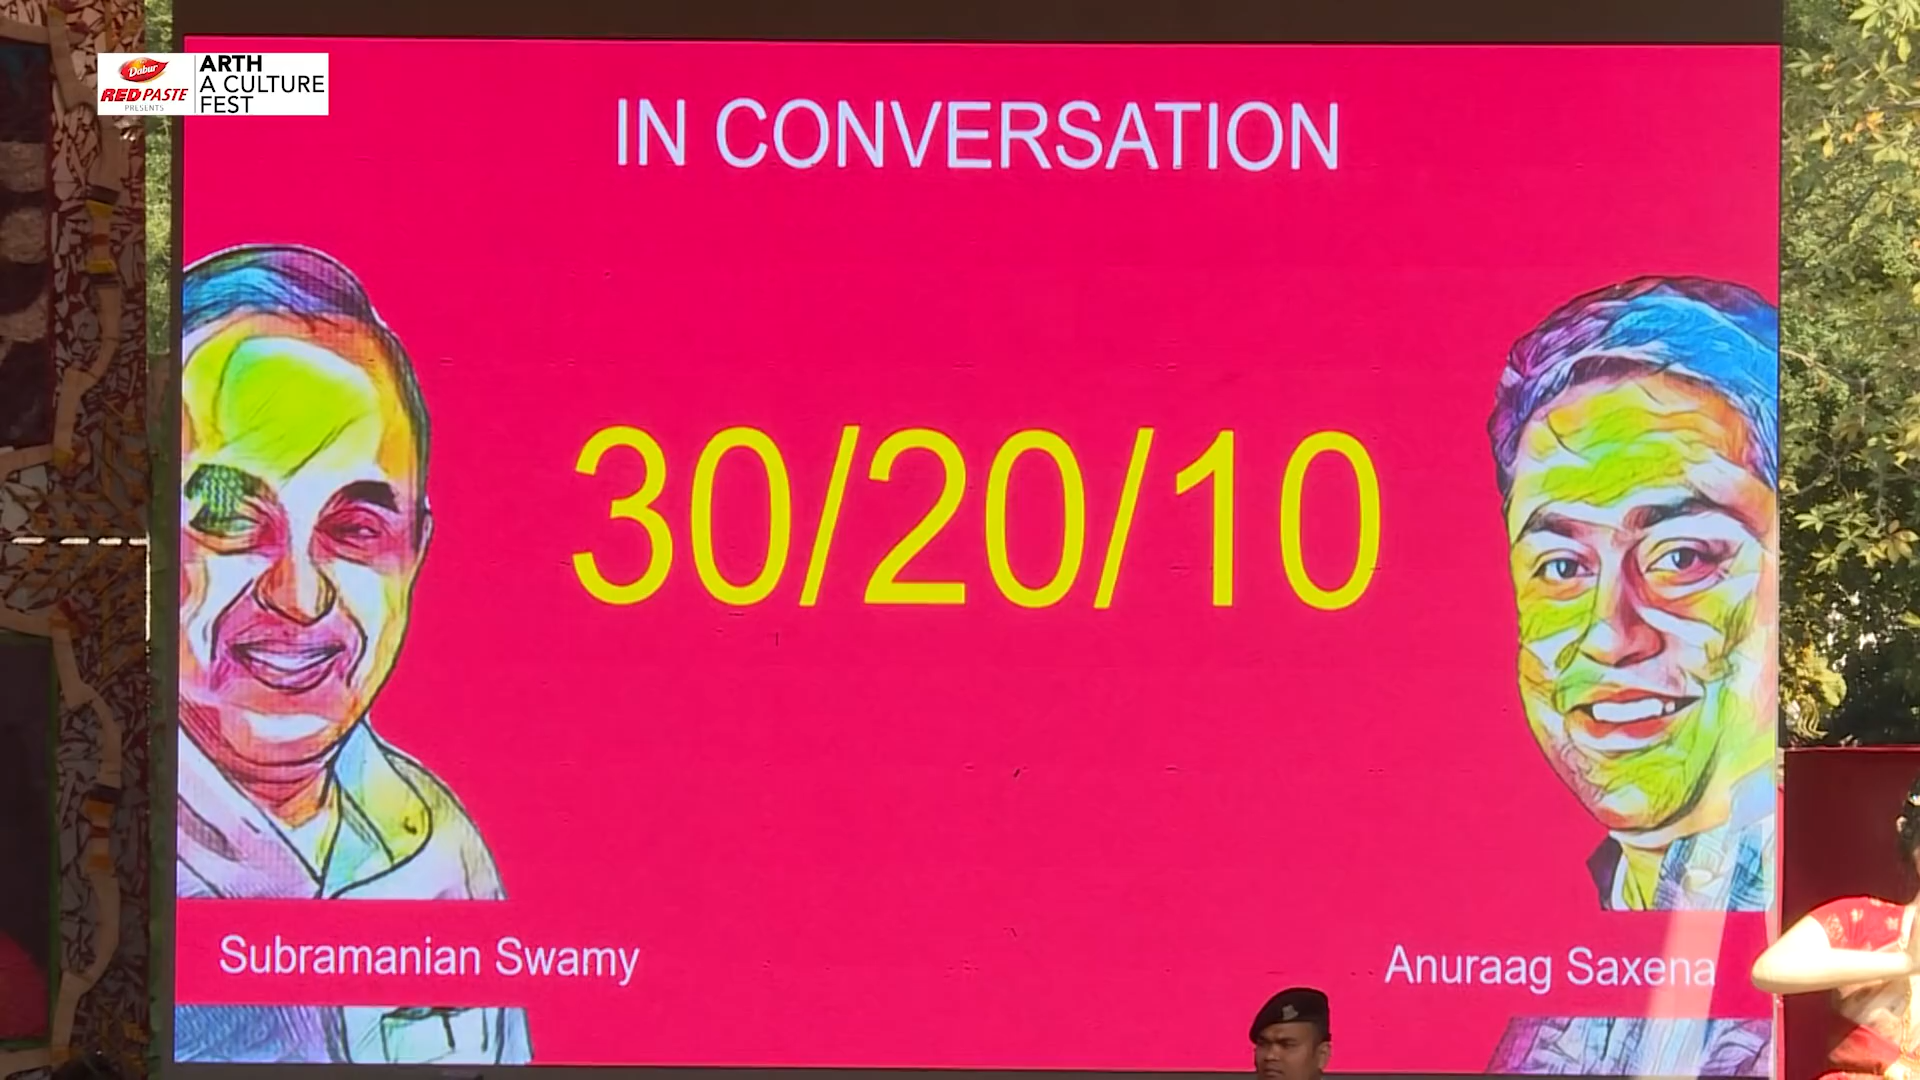 Dabur
RED PASTE
PRESENTS
ARTH
A CULTURE
FEST
IN CONVERSATION
30/20/10
Subramanian Swamy
Anuraag Saxena